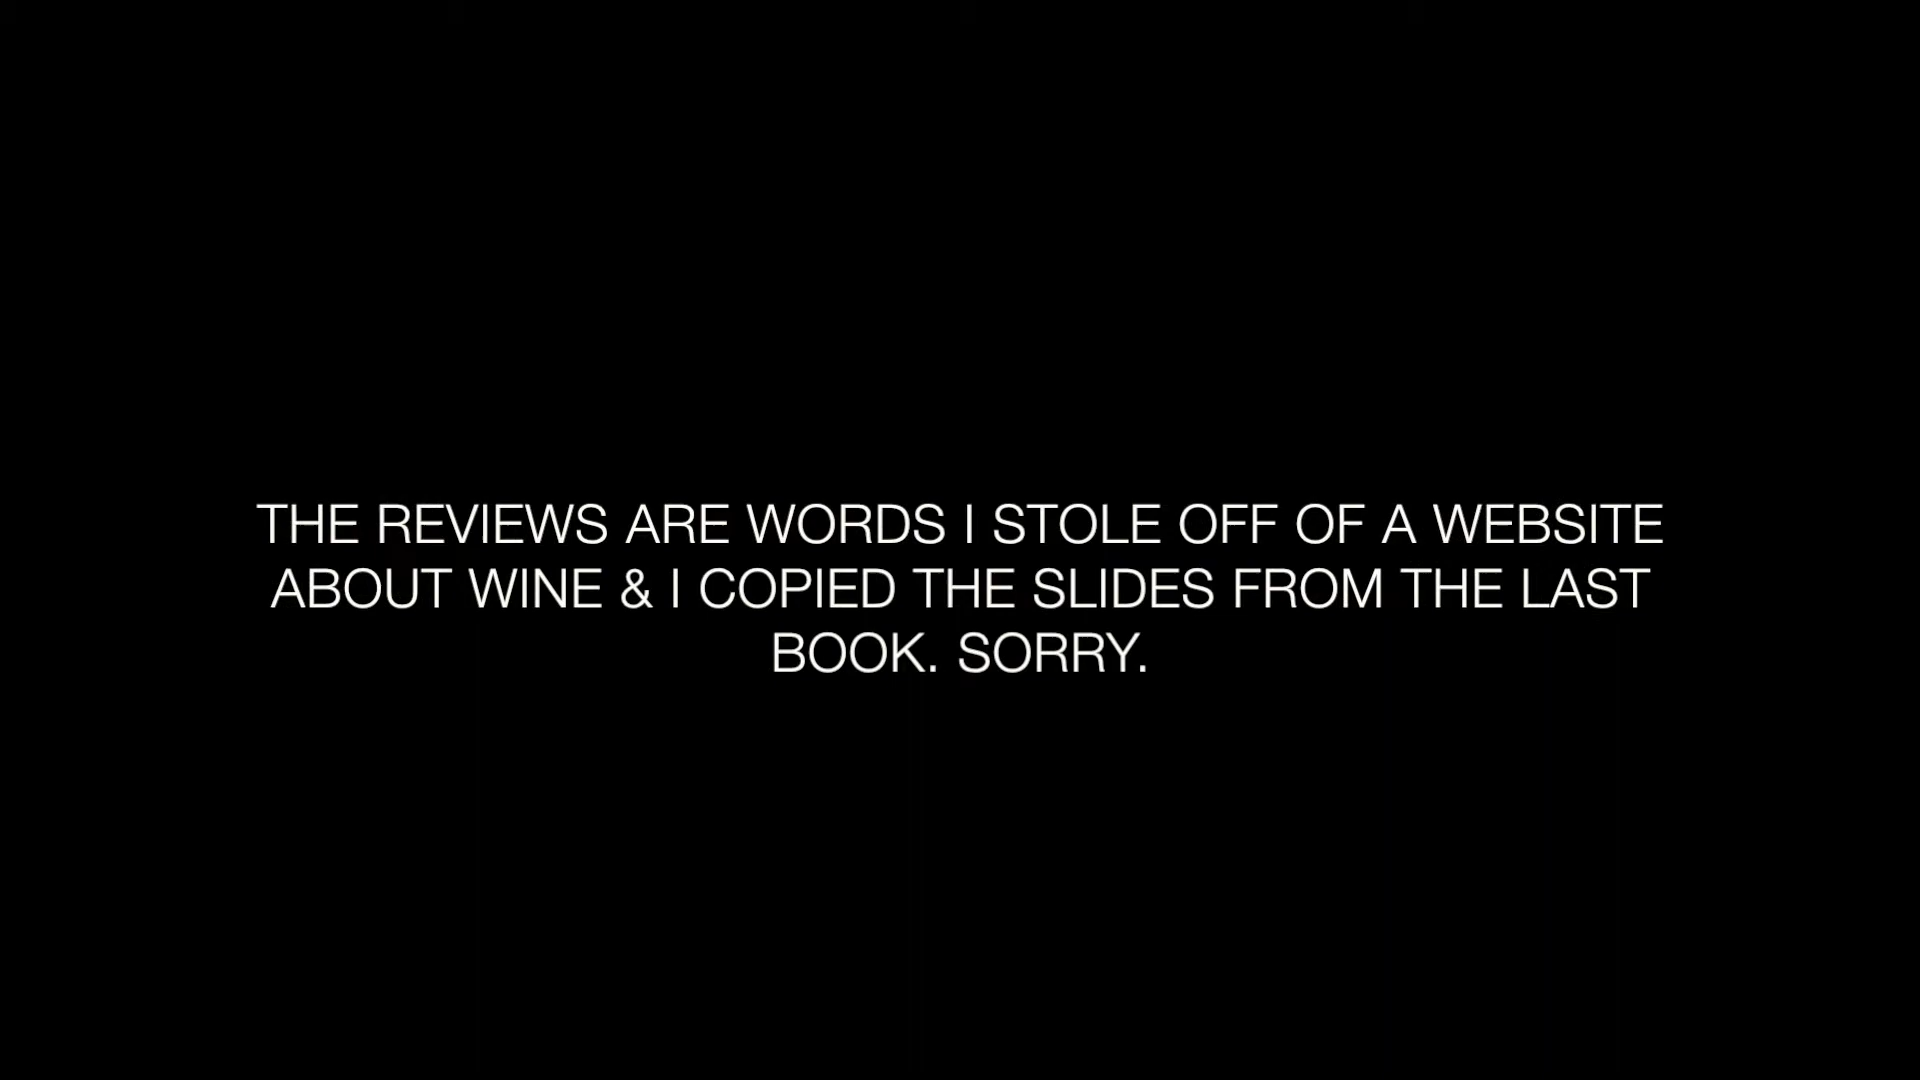 THE REVIEWS ARE WORDS I STOLE OFF OF A WEBSITE
ABOUT WINE & I COPIED THE SLIDES FROM THE LAST
BOOK. SORRY.